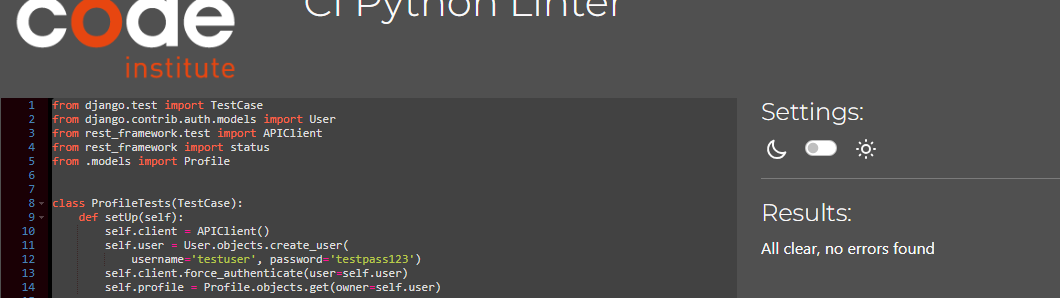 code
institute
CI Python Linter
1 from django.test import TestCase
2 from django.contrib.auth.models import User
3 from rest_framework.test import APIClient
4 from rest_framework import status
5 from .models import Profile
6
7
8 class ProfileTests(TestCase):
9 def setUp(self):
10 self.client = APIClient()
11 self.user = User.objects.create_user(
12 username='testuser', password='testpass123')
13 self.client.force_authenticate(user=self.user)
14 self.profile = Profile.objects.get(owner=self.user)
Settings:
Results:
All clear, no errors found